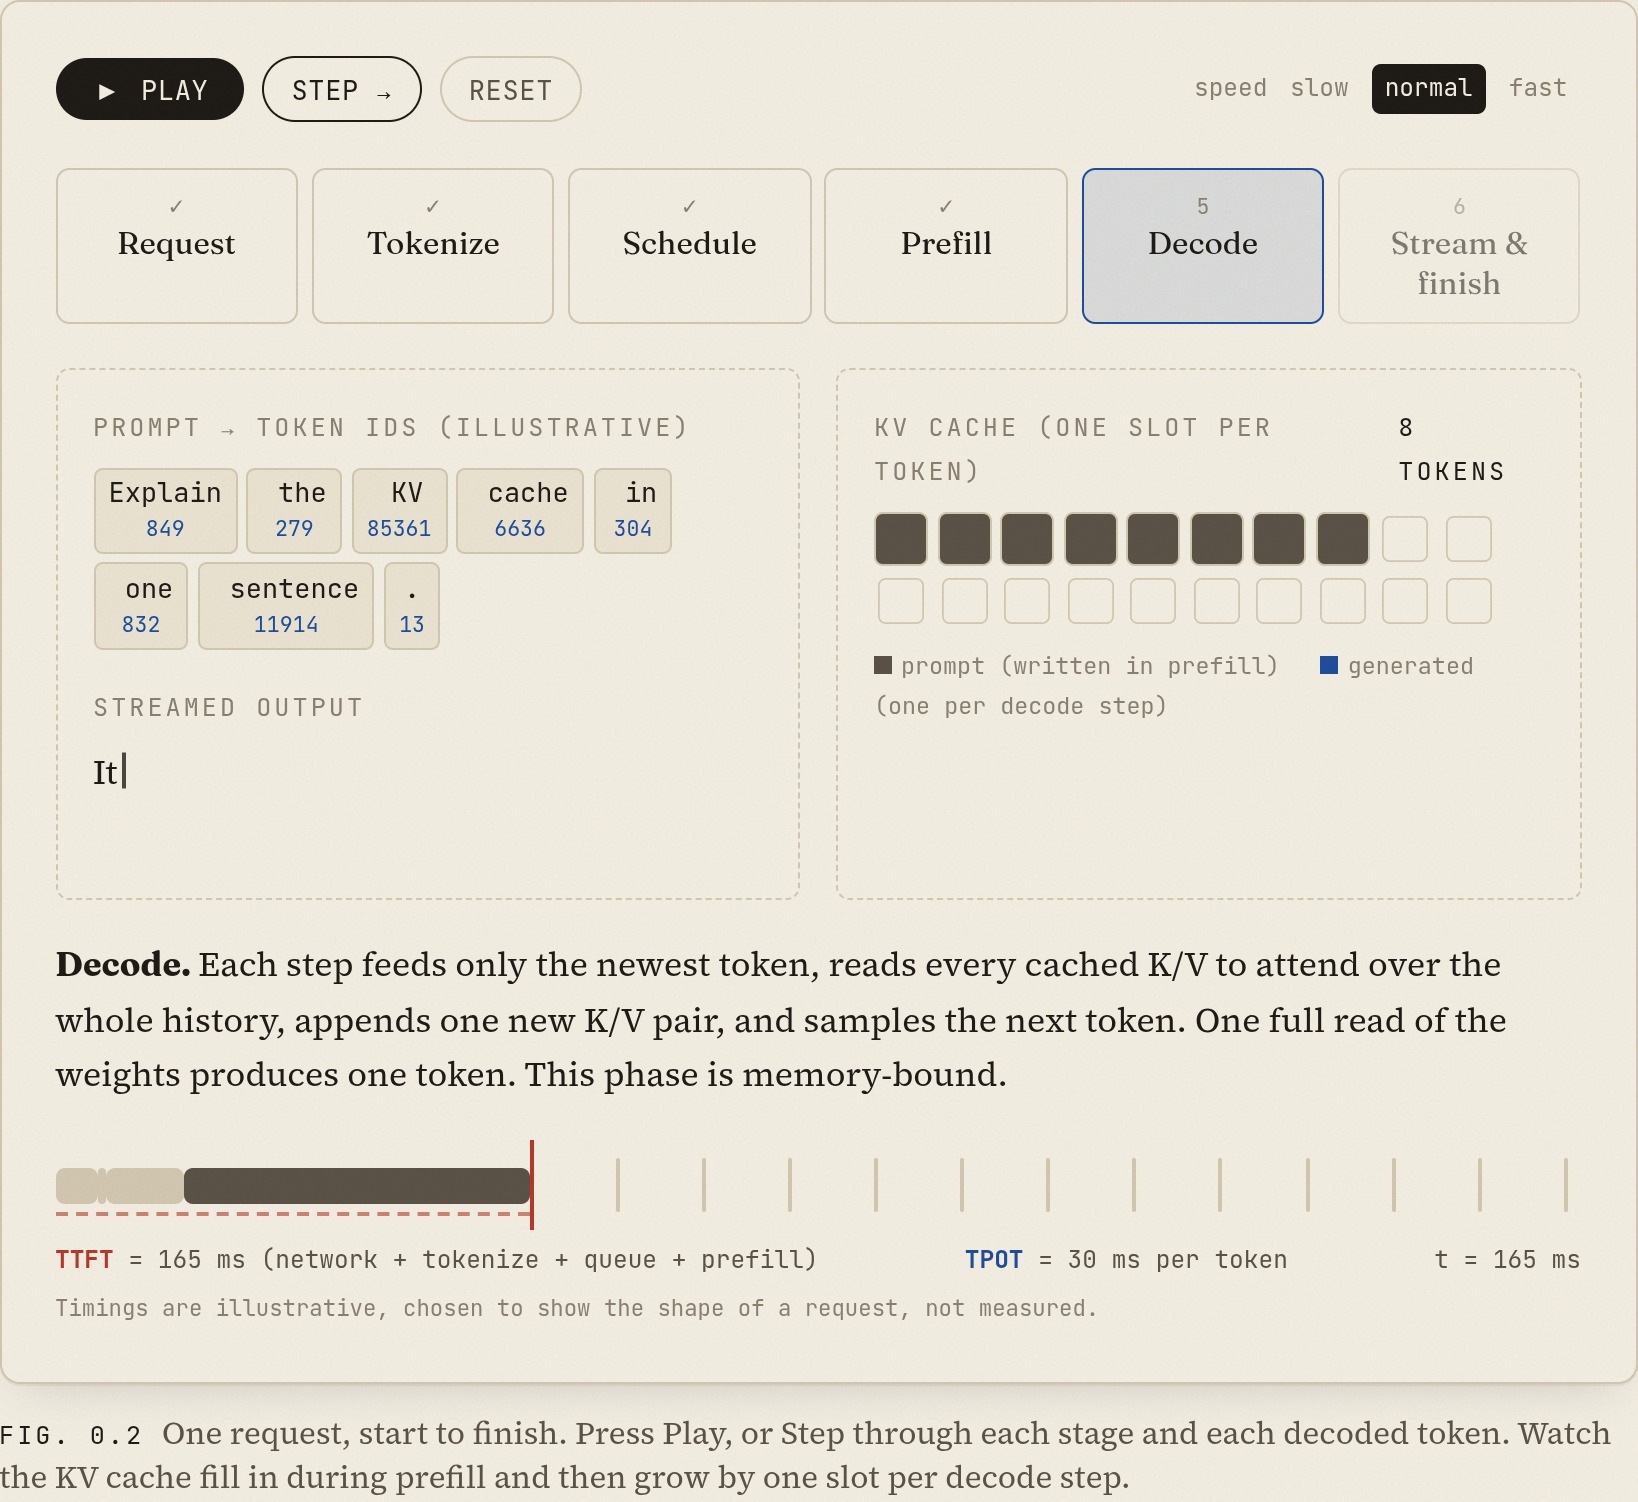 ▶ PLAY STEP → RESET speed slow normal fast
✓ ✓ ✓ ✓ 5 6
Request Tokenize Schedule Prefill Decode Stream &
finish
PROMPT → TOKEN IDS (ILLUSTRATIVE)
Explain the KV cache in
849 279 85361 6636 304
one sentence .
832 11914 13
STREAMED OUTPUT
It
KV CACHE (ONE SLOT PER 8
TOKEN) TOKENS
prompt (written in prefill) generated
(one per decode step)
Decode. Each step feeds only the newest token, reads every cached K/V to attend over the
whole history, appends one new K/V pair, and samples the next token. One full read of the
weights produces one token. This phase is memory-bound.
TTFT = 165 ms (network + tokenize + queue + prefill) TPOT = 30 ms per token t = 165 ms
Timings are illustrative, chosen to show the shape of a request, not measured.
FIG. 0.2 One request, start to finish. Press Play, or Step through each stage and each decoded token. Watch
the KV cache fill in during prefill and then grow by one slot per decode step.